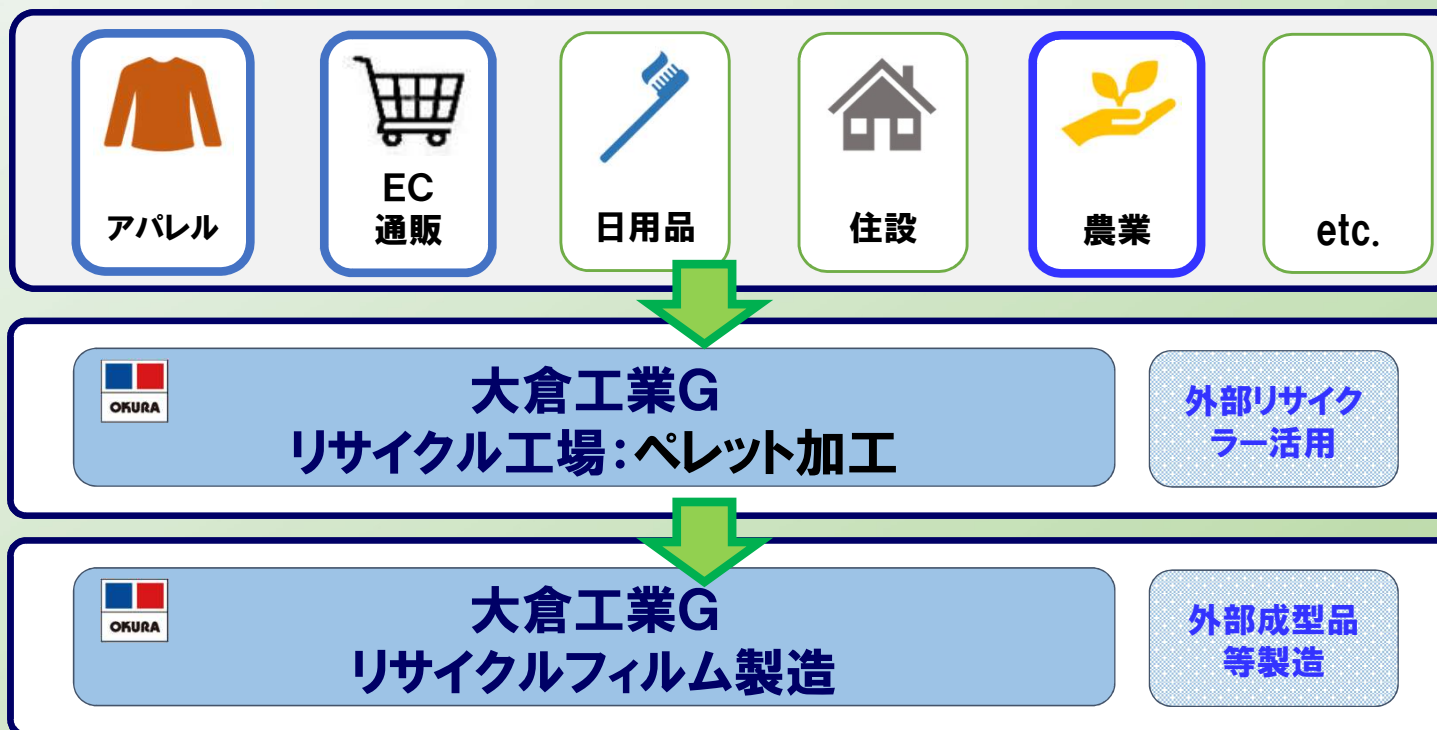 アパレル
EC
通販
日用品
住設
農業
etc.
OKURA
大倉工業G
リサイクル工場：ペレット加工
外部リサイク
ラー活用
OKURA
大倉工業G
リサイクルフィルム製造
外部成型品
等製造